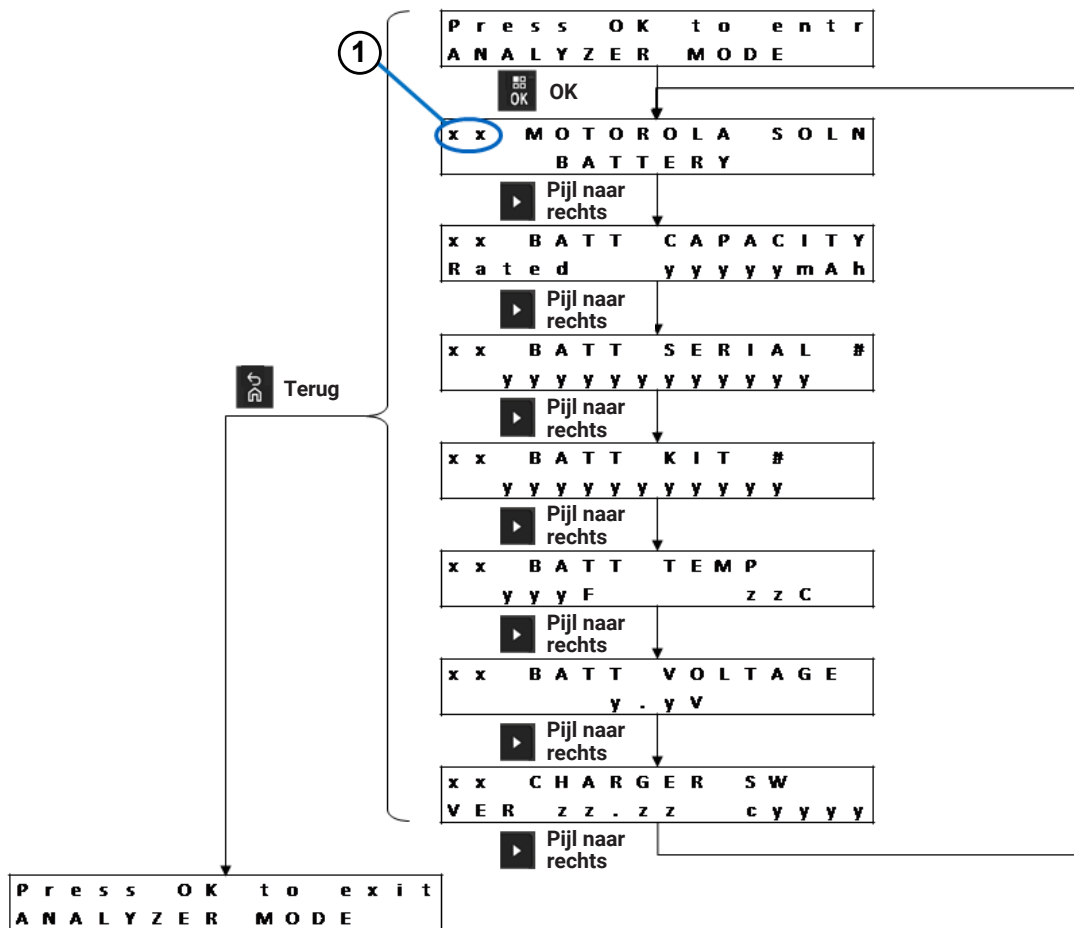 Press OK to entr
ANALYZER MODE
1
OK
OK
xx MOTOROLA SOLN
BATTERY
Pijl naar
rechts
xx BATT CAPACITY
Rated yyyyymAh
Pijl naar
rechts
xx BATT SERIAL #
yyyyyyyyyyyy
Terug
Pijl naar
rechts
xx BATT KIT #
yyyyyyyyyyy
Pijl naar
rechts
xx BATT TEMP
yyyF zzC
Pijl naar
rechts
xx BATT VOLTAGE
y.yV
Pijl naar
rechts
xx CHARGER SW
VER zz.zz cyyyy
Pijl naar
rechts
Press OK to exit
ANALYZER MODE